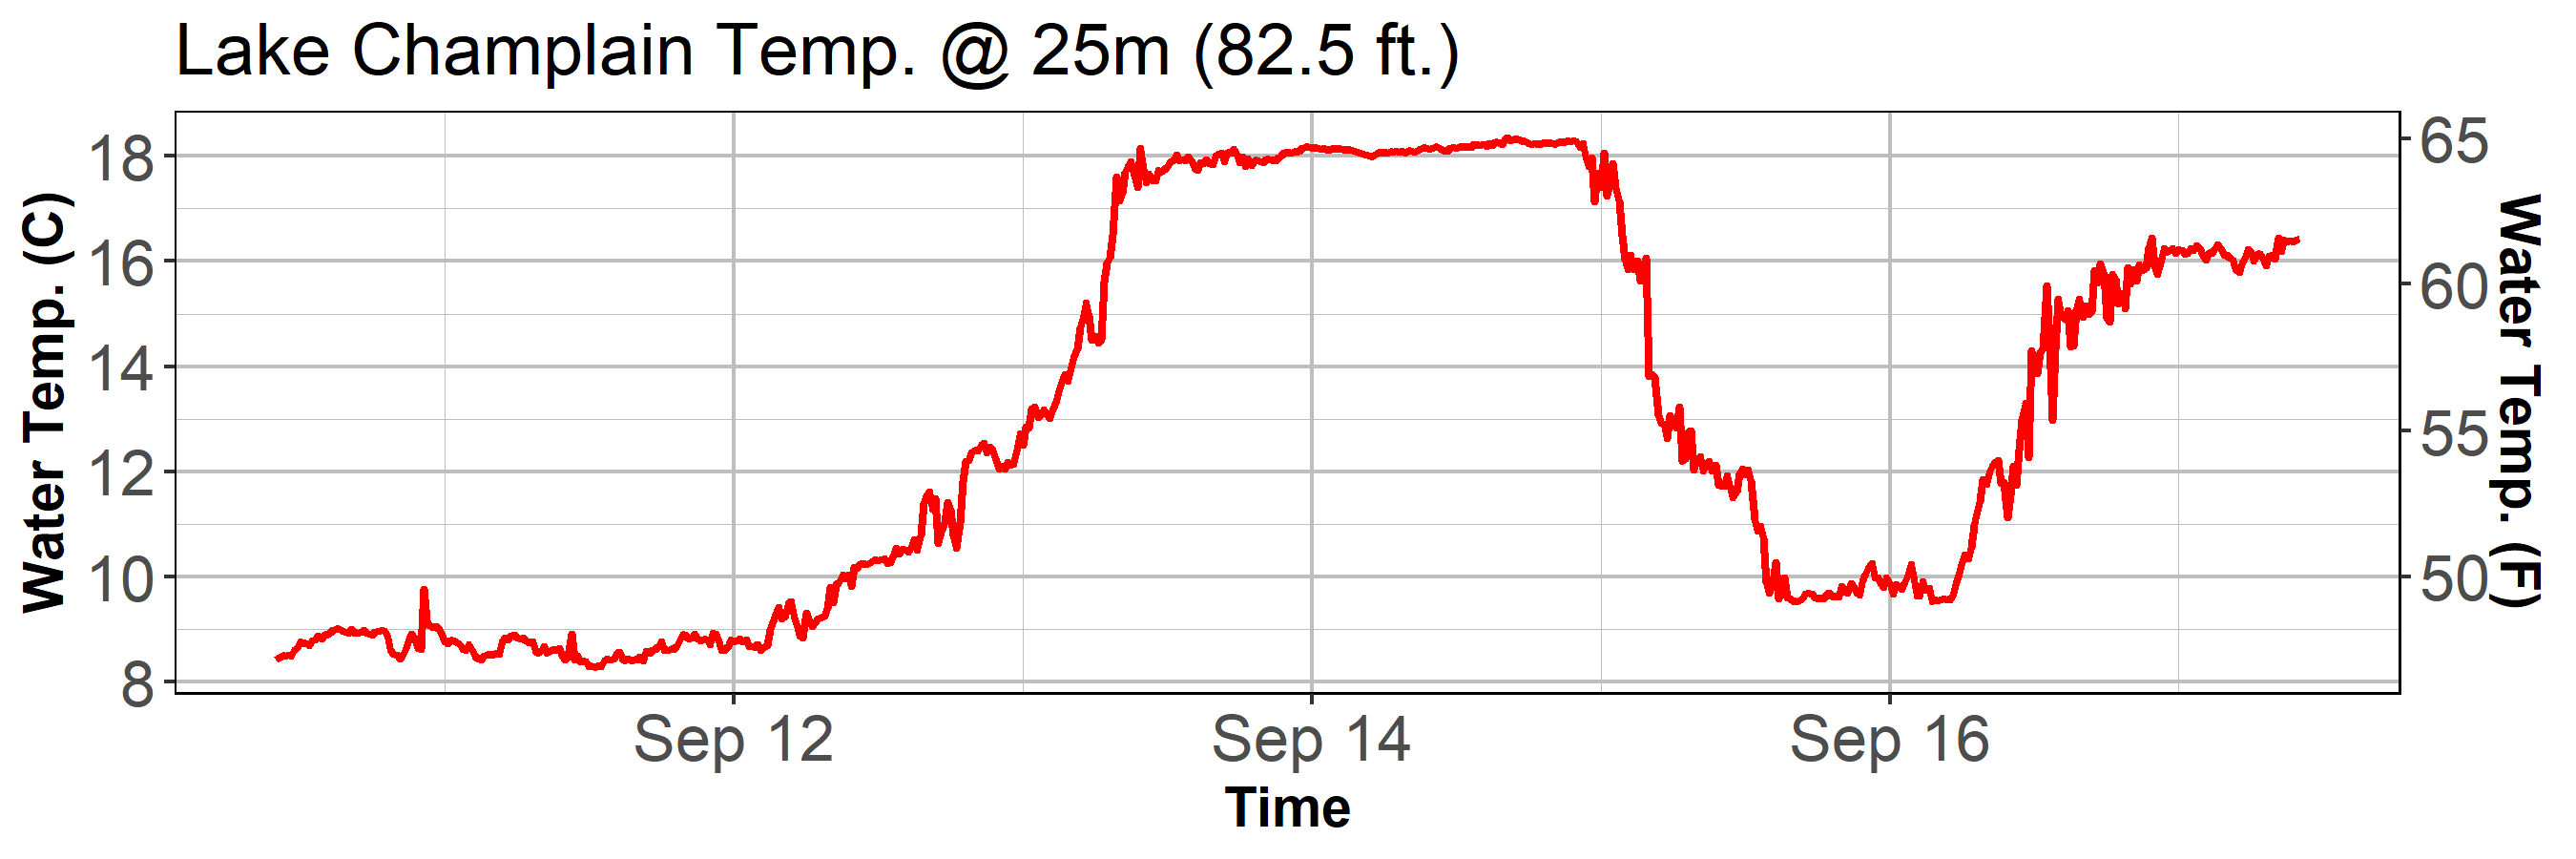 Lake Champlain Temp. @ 25m (82.5 ft.)
Water Temp. (C)
18
16
14
12
10
8
65
60
55
50
Water Temp. (F)
Sep 12
Sep 14
Sep 16
Time